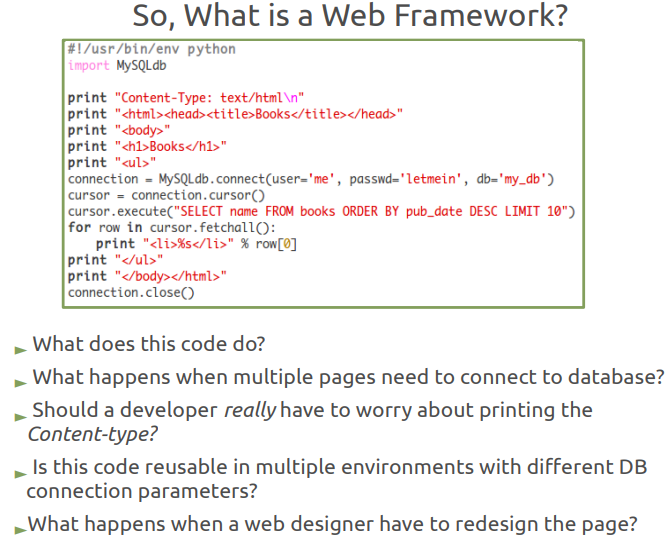 So, What is a Web Framework?
#!/usr/bin/env python
import MySQLdb
print "Content-Type: text/html\n"
print "<html><head><title>Books</title></head>"
print "<body>"
print "<h1>Books</h1>"
print "<ul>"
connection = MySQLdb.connect(user='me', passwd='letmein', db='my_db')
cursor = connection.cursor()
cursor.execute("SELECT name FROM books ORDER BY pub_date DESC LIMIT 10")
for row in cursor.fetchall():
    print "<li>%s</li>" % row[0]
print "</ul>"
print "</body></html>"
connection.close()
► What does this code do?
► What happens when multiple pages need to connect to database?
► Should a developer really have to worry about printing the
Content-type?
► Is this code reusable in multiple environments with different DB
connection parameters?
► What happens when a web designer have to redesign the page?